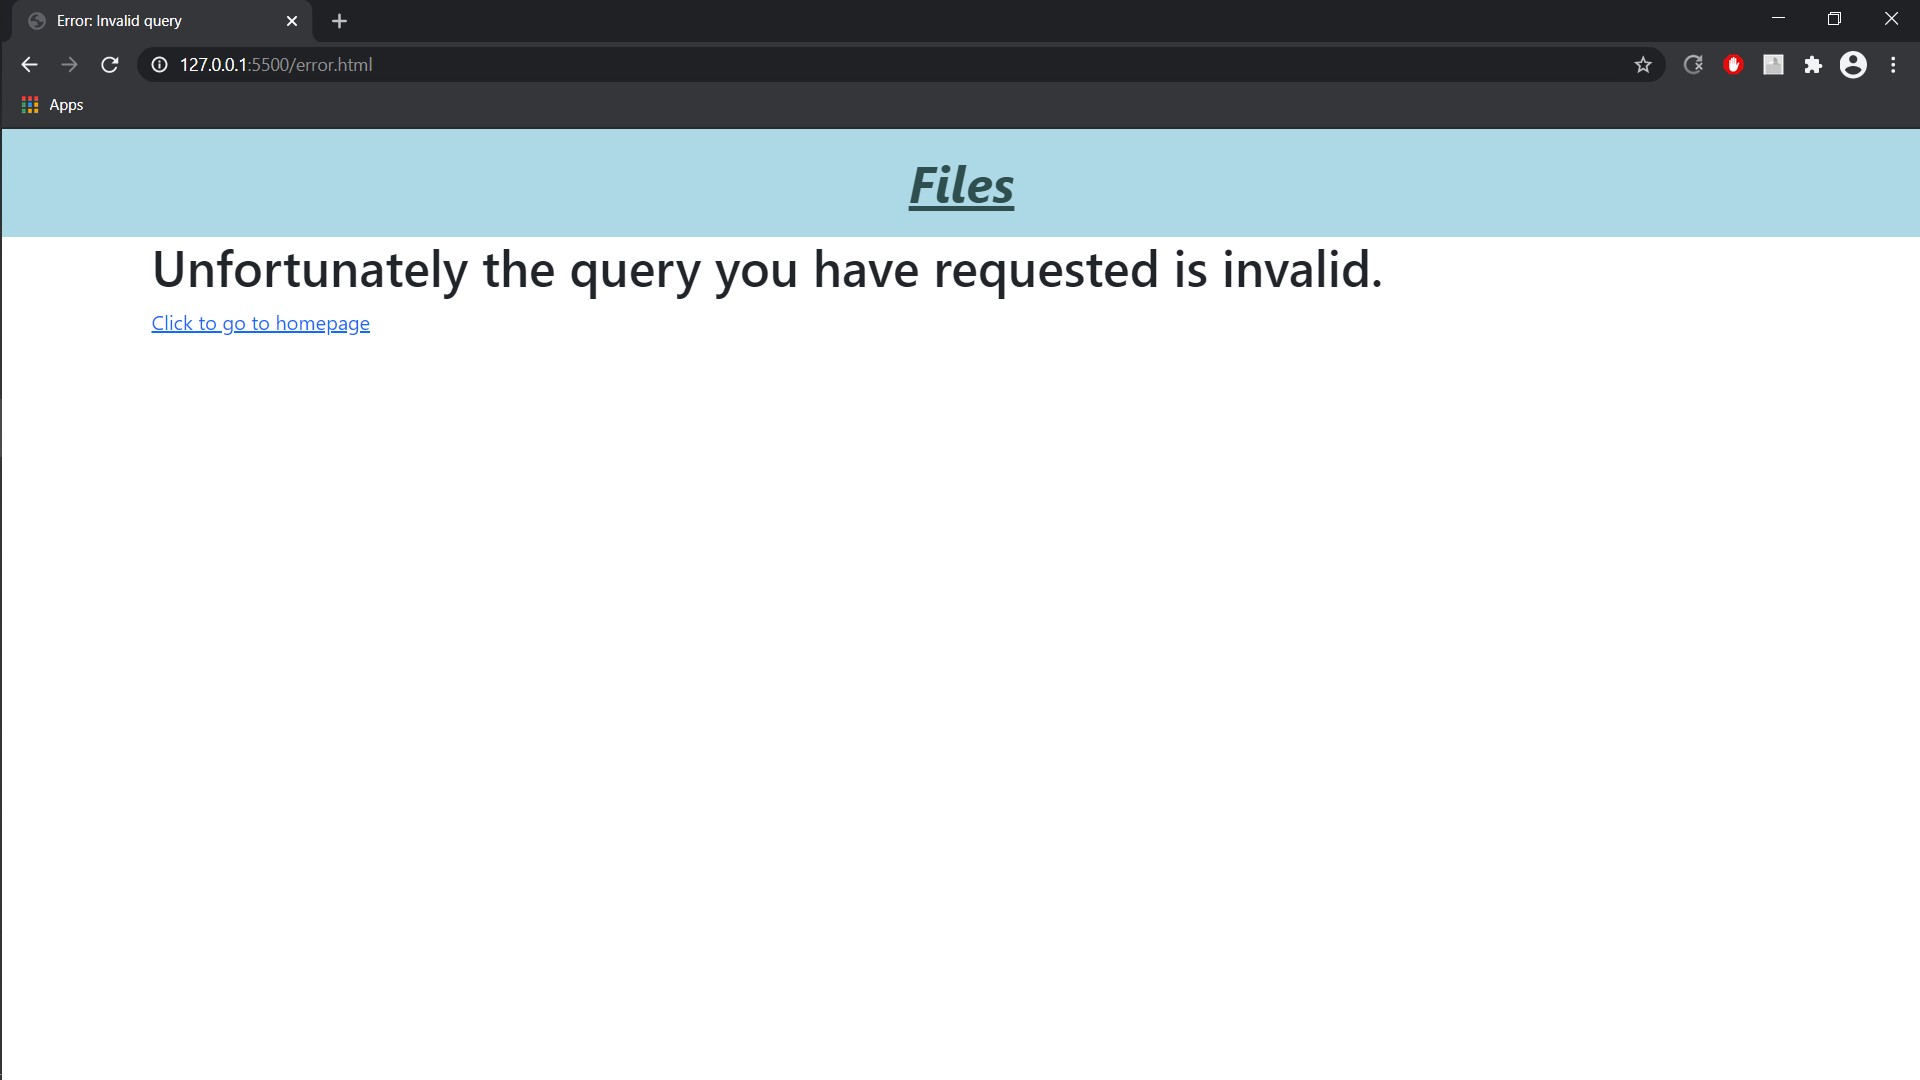 Error: Invalid query
127.0.0.1:5500/error.html
Apps
Files
Unfortunately the query you have requested is invalid.
Click to go to homepage